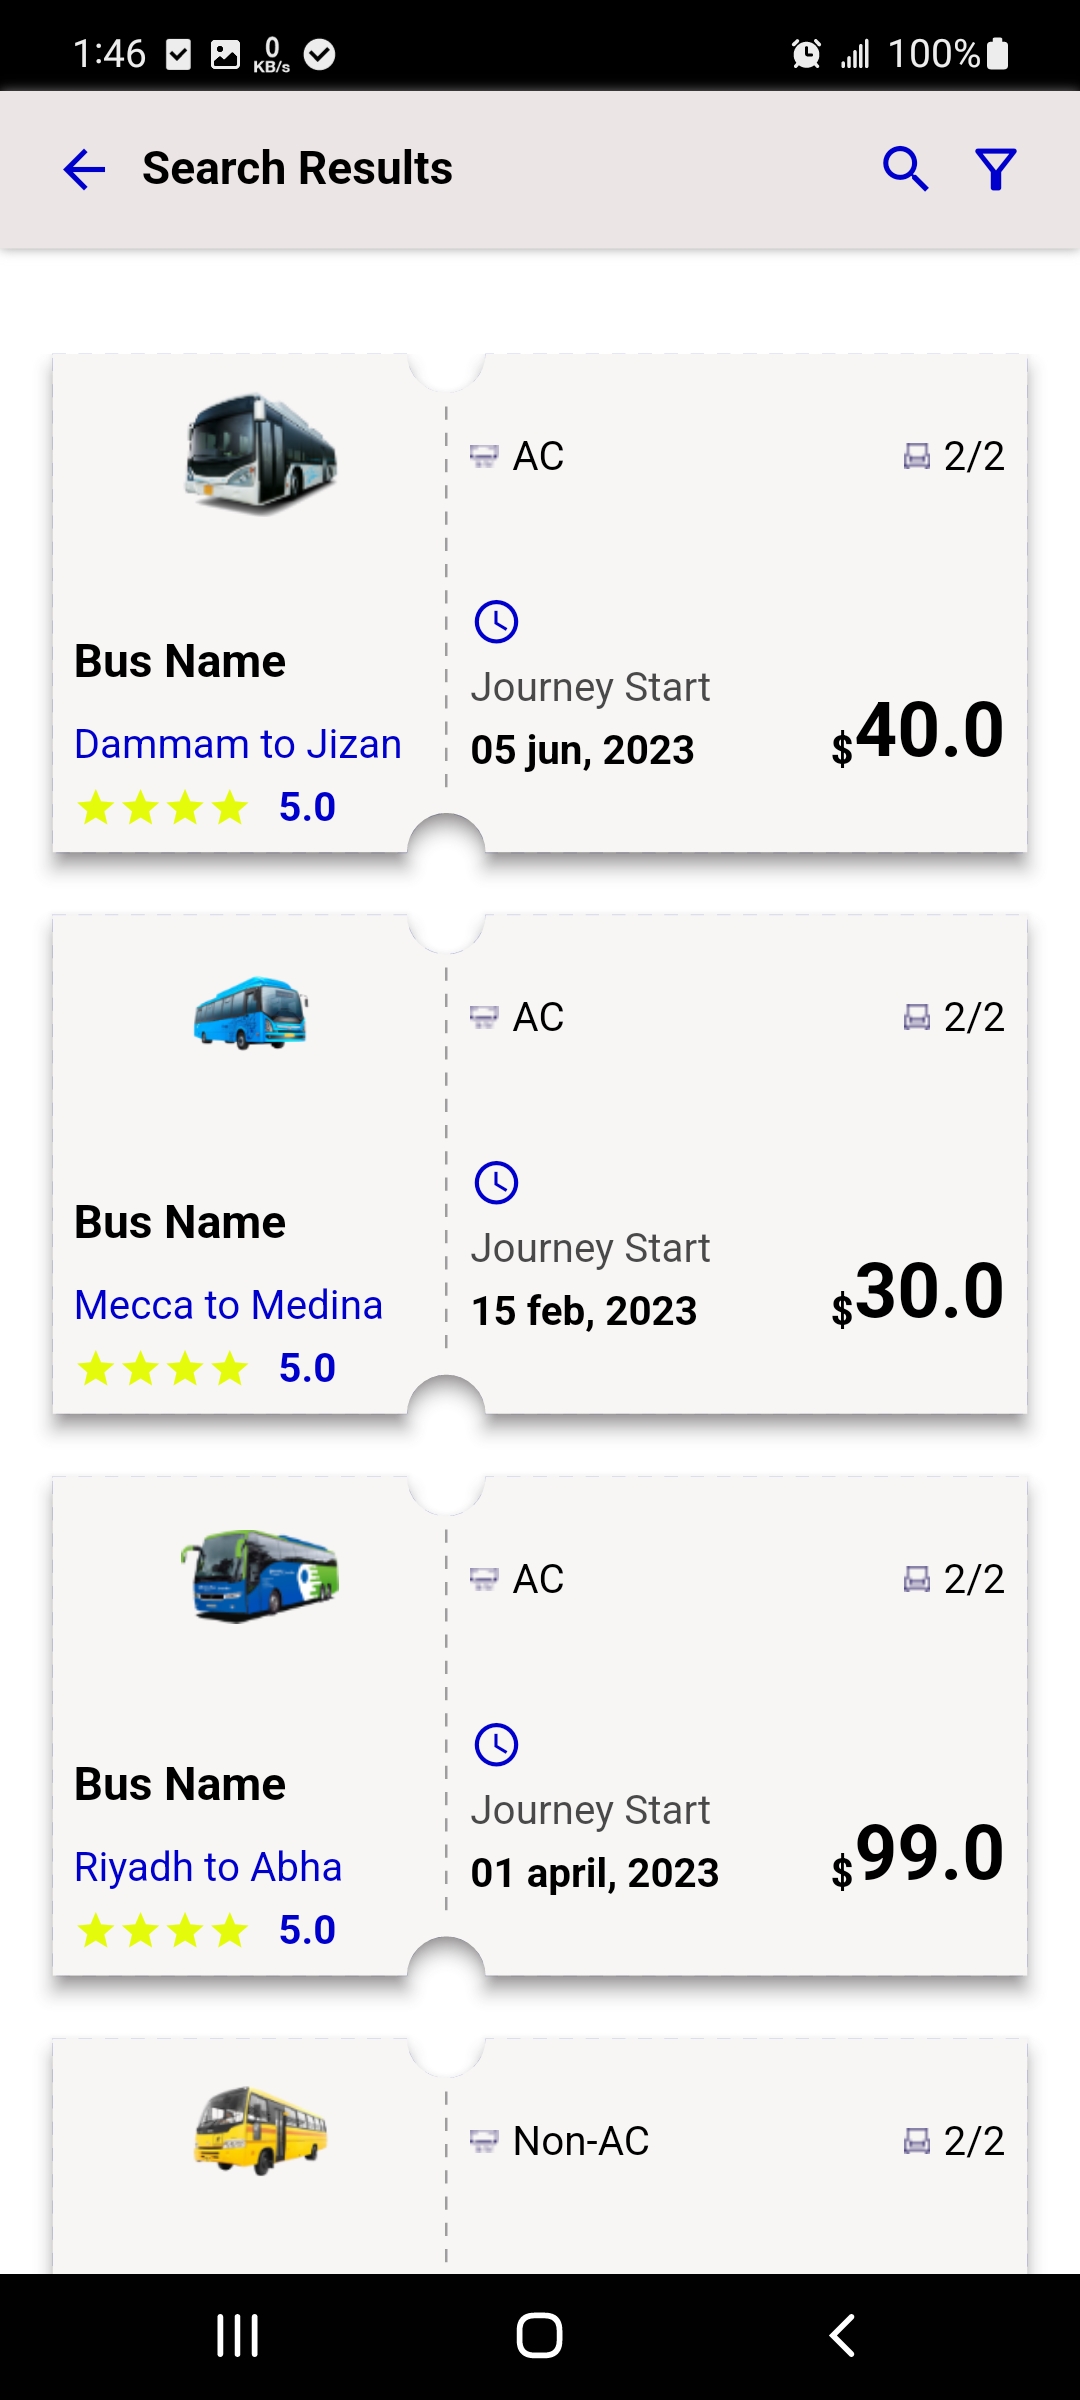 1:46 0 KB/s 100%
Search Results
AC 2/2
Bus Name
Journey Start
Dammam to Jizan
05 jun, 2023
$40.0
5.0
AC 2/2
Bus Name
Journey Start
Mecca to Medina
15 feb, 2023
$30.0
5.0
AC 2/2
Bus Name
Journey Start
Riyadh to Abha
01 april, 2023
$99.0
5.0
Non-AC 2/2